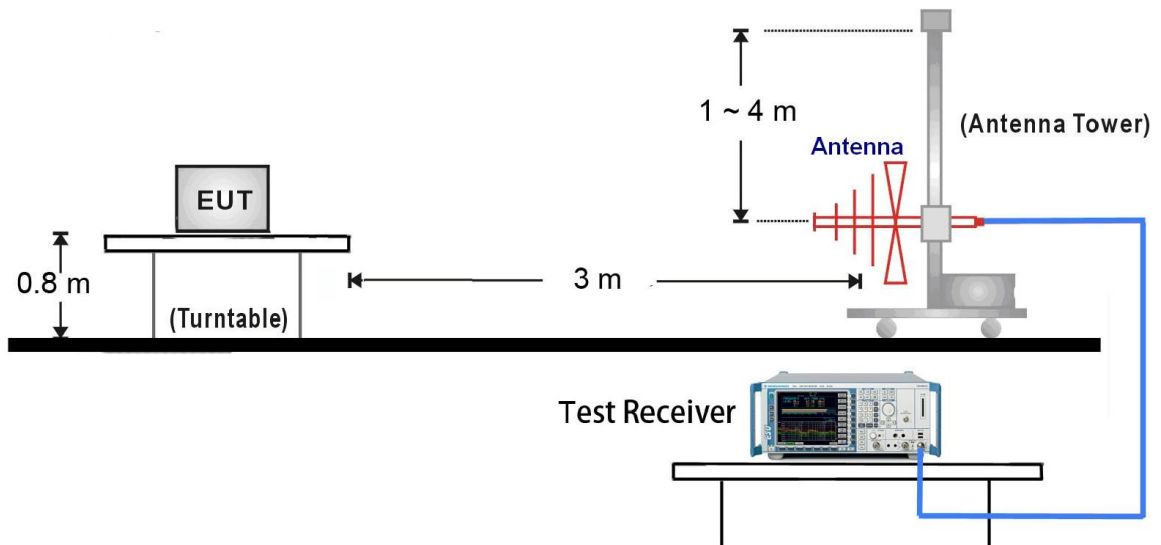 1 ~ 4 m
(Antenna Tower)
Antenna
EUT
0.8 m
3 m
(Turntable)
Test Receiver